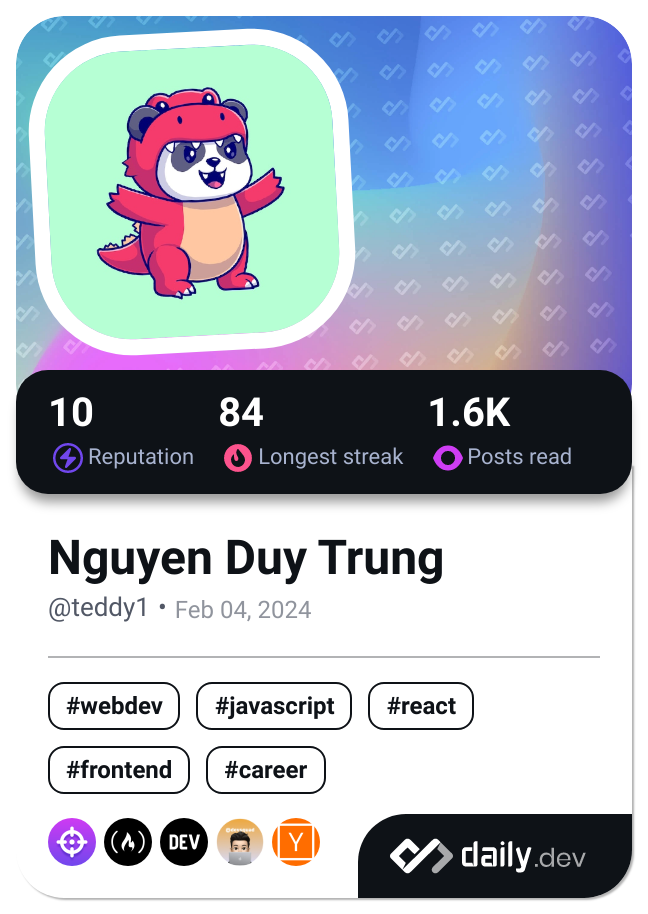 10 84 1.6K
Reputation Longest streak Posts read
Nguyen Duy Trung
@teddy1 • Feb 04, 2024
#webdev #javascript #react
#frontend #career
DEV Y
daily.dev